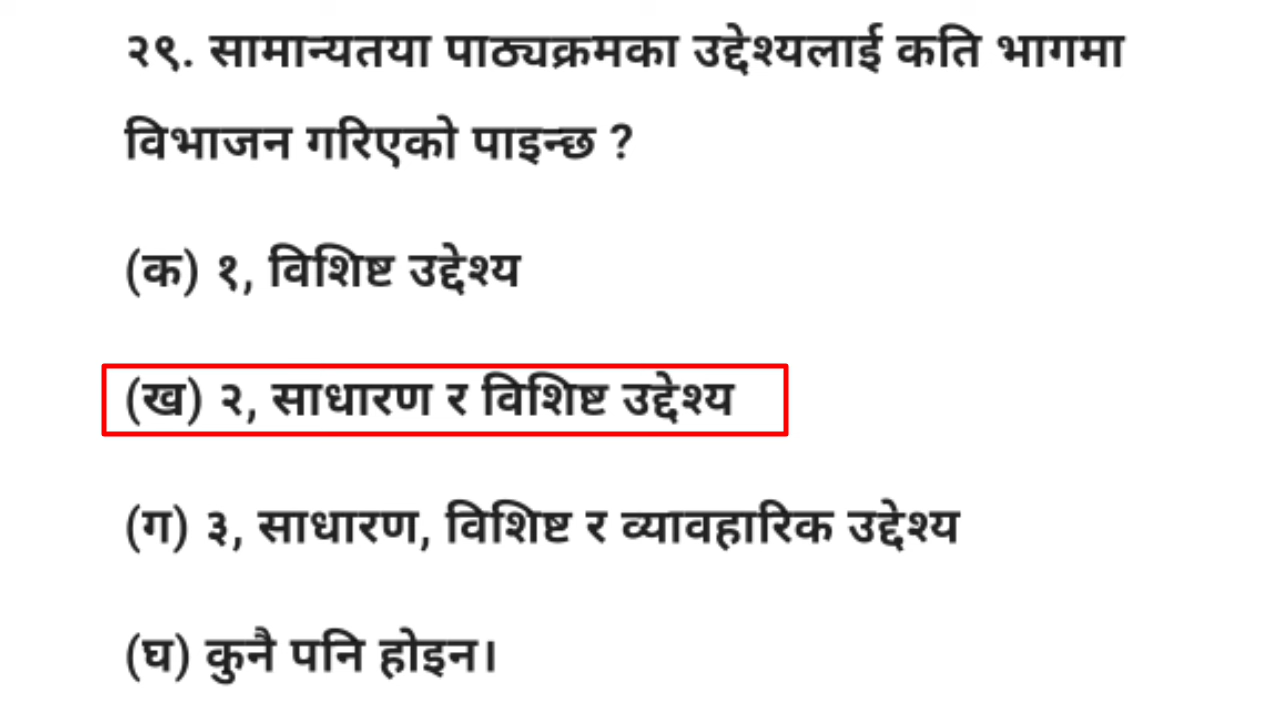 २९. सामान्यतया पाठ्यक्रमका उद्देश्यलाई कति भागमा
विभाजन गरिएको पाइन्छ ?
(क) १, विशिष्ट उद्देश्य
(ख) २, साधारण र विशिष्ट उद्देश्य
(ग) ३, साधारण, विशिष्ट र व्यावहारिक उद्देश्य
(घ) कुनै पनि होइन।